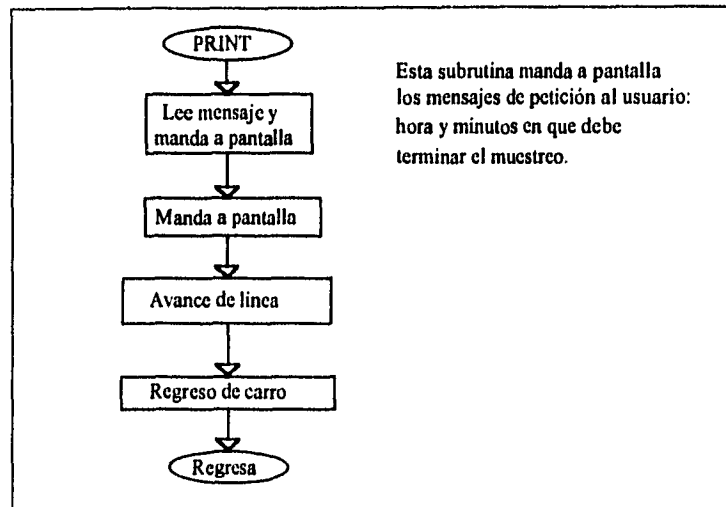 PRINT
Lee mensaje y
manda a pantalla
Manda a pantalla
Avance de línea
Regreso de carro
Regresa
Esta subrutina manda a pantalla
los mensajes de petición al usuario:
hora y minutos en que debe
terminar el muestreo.